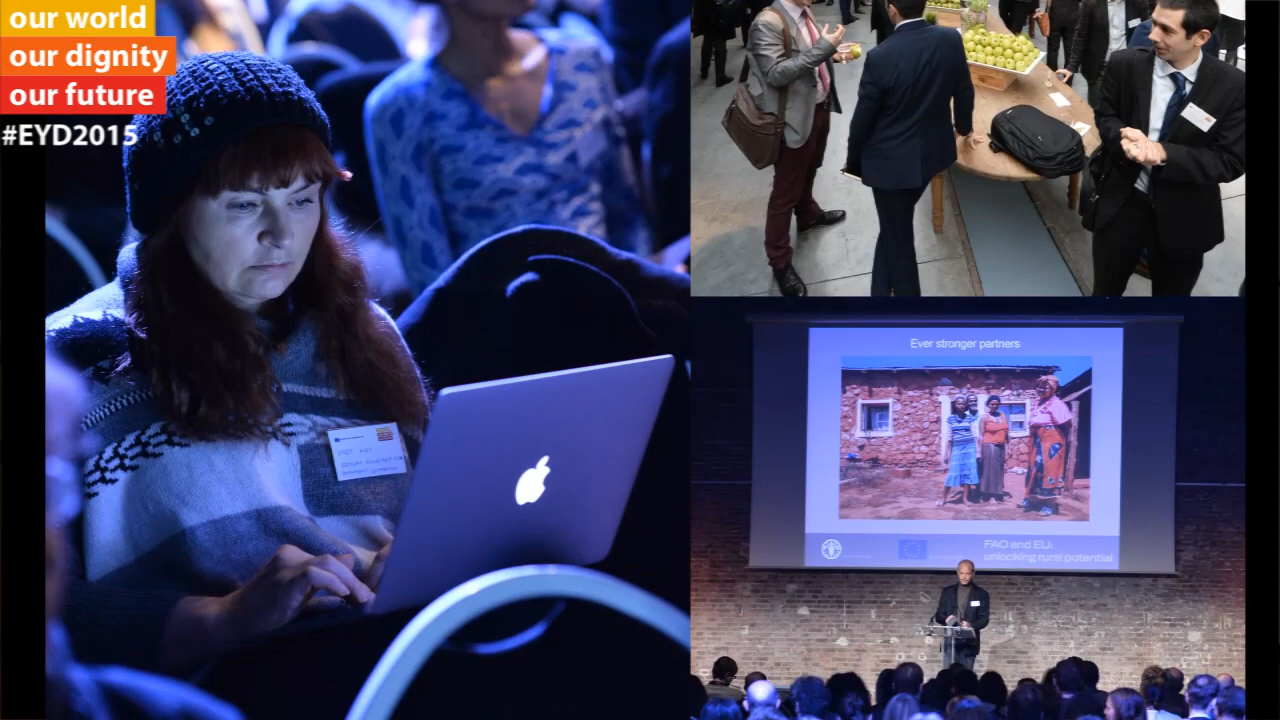 our world
our dignity
our future
#EYD2015
Ever stronger partners
FAO and EU:
unlocking rural potential